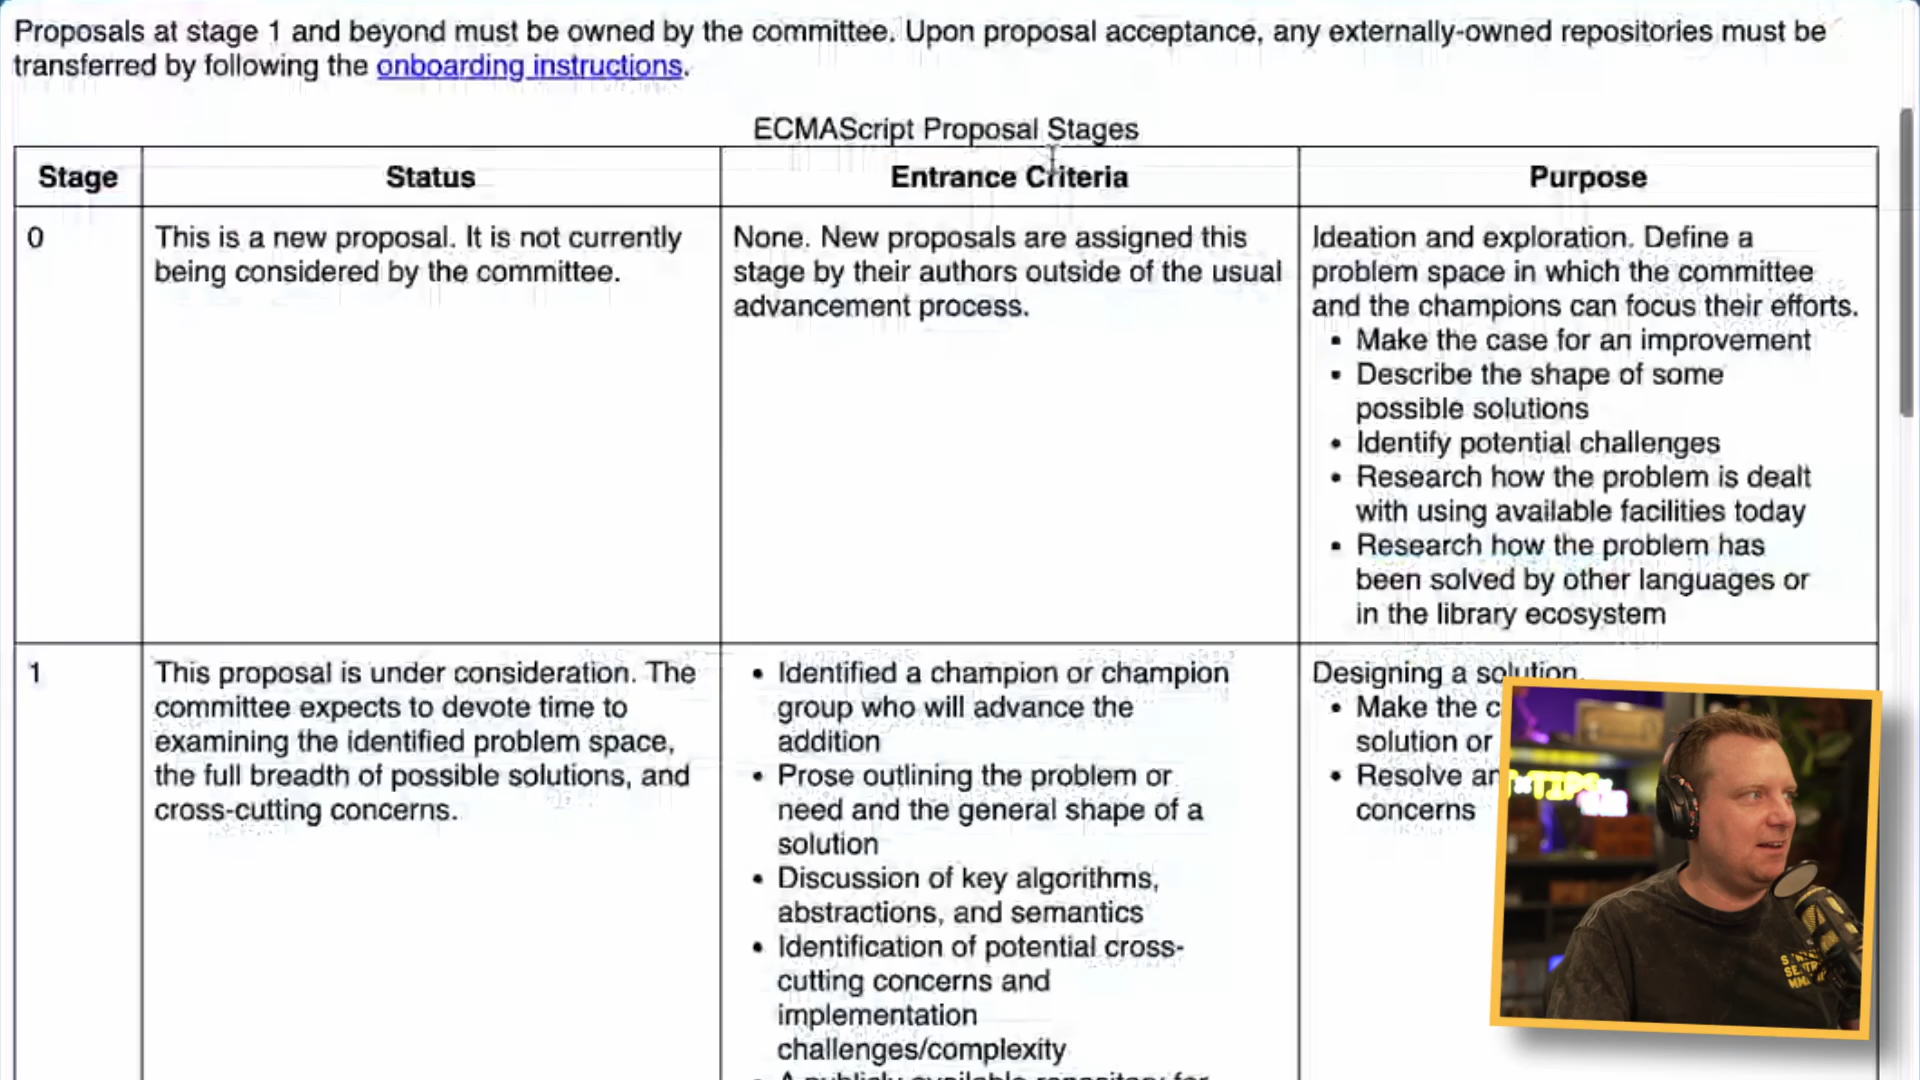 Proposals at stage 1 and beyond must be owned by the committee. Upon proposal acceptance, any externally-owned repositories must be
transferred by following the onboarding instructions.
ECMAScript Proposal Stages
Stage
Status
Entrance Criteria
Purpose
0
This is a new proposal. It is not currently
being considered by the committee.
None. New proposals are assigned this
stage by their authors outside of the usual
advancement process.
Ideation and exploration. Define a
problem space in which the committee
and the champions can focus their efforts.
• Make the case for an improvement
• Describe the shape of some
possible solutions
• Identify potential challenges
• Research how the problem is dealt
with using available facilities today
• Research how the problem has
been solved by other languages or
in the library ecosystem
1
This proposal is under consideration. The
committee expects to devote time to
examining the identified problem space,
the full breadth of possible solutions, and
cross-cutting concerns.
• Identified a champion or champion
group who will advance the
addition
• Prose outlining the problem or
need and the general shape of a
solution
• Discussion of key algorithms,
abstractions, and semantics
• Identification of potential cross-
cutting concerns and
implementation
challenges/complexity
• A publicly available repository for
Designing a solution.
• Make the c
solution or
• Resolve an
concerns